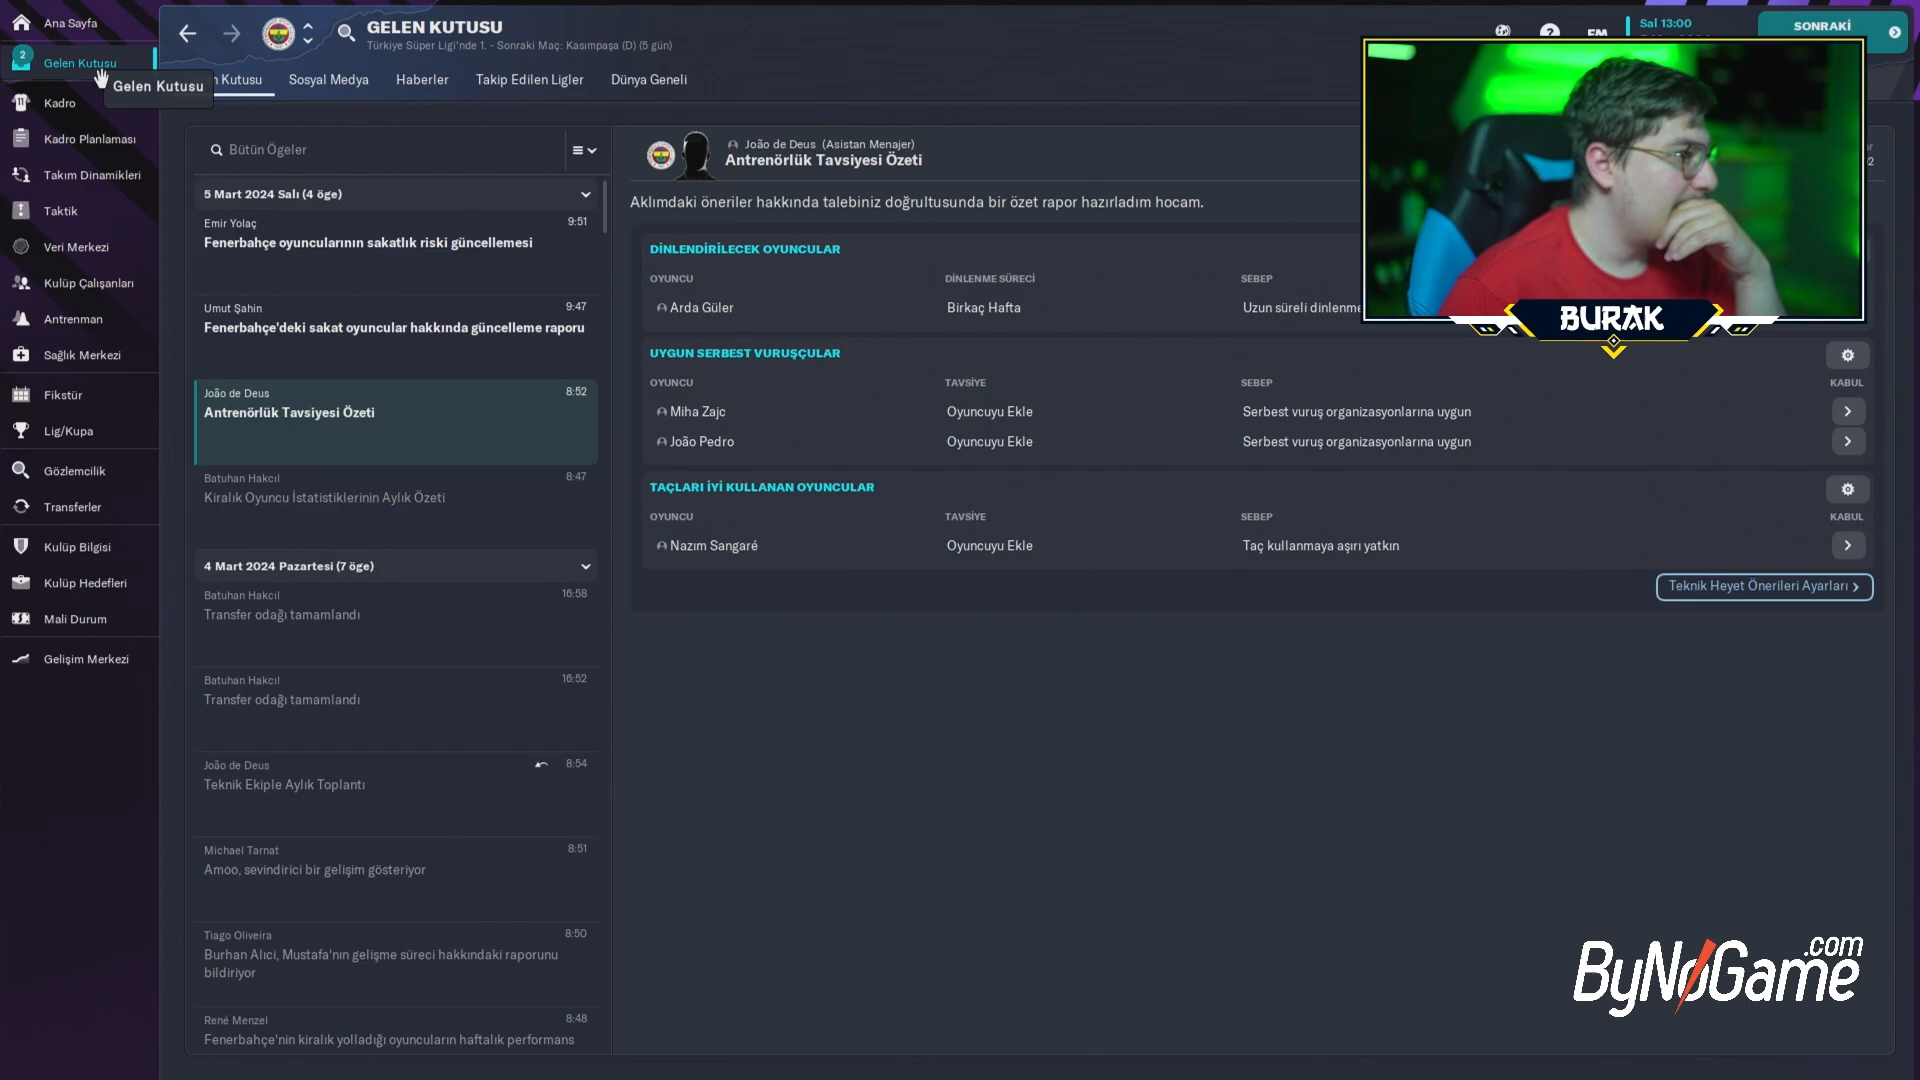 Ana Sayfa
2
Gelen Kutusu
Gelen Kutusu
Kadro
Kadro Planlaması
Takım Dinamikleri
Taktik
Veri Merkezi
Kulüp Çalışanları
Antrenman
Sağlık Merkezi
Fikstür
Lig/Kupa
Gözlemcilik
Transferler
Kulüp Bilgisi
Kulüp Hedefleri
Mali Durum
Gelişim Merkezi
GELEN KUTUSU
Türkiye Süper Ligi'nde 1. - Sonraki Maç: Kasımpaşa (D) (5 gün)
FM
Sal 13:00
SONRAKİ
Kutusu
Sosyal Medya
Haberler
Takip Edilen Ligler
Dünya Geneli
Bütün Ögeler
5 Mart 2024 Salı (4 öge)
Emir Yolaç 9:51
Fenerbahçe oyuncularının sakatlık riski güncellemesi
Umut Şahin 9:47
Fenerbahçe'deki sakat oyuncular hakkında güncelleme raporu
João de Deus 8:52
Antrenörlük Tavsiyesi Özeti
Batuhan Hakcıl 8:47
Kiralık Oyuncu İstatistiklerinin Aylık Özeti
4 Mart 2024 Pazartesi (7 öge)
Batuhan Hakcıl 16:58
Transfer odağı tamamlandı
Batuhan Hakcıl 16:52
Transfer odağı tamamlandı
João de Deus 8:54
Teknik Ekiple Aylık Toplantı
Michael Tarnat 8:51
Amoo, sevindirici bir gelişim gösteriyor
Tiago Oliveira 8:50
Burhan Alıcı, Mustafa'nın gelişme süreci hakkındaki raporunu
bildiriyor
René Menzel 8:48
Fenerbahçe'nin kiralık yolladığı oyuncuların haftalık performans
João de Deus (Asistan Menajer)
Antrenörlük Tavsiyesi Özeti
Aklımdaki öneriler hakkında talebiniz doğrultusunda bir özet rapor hazırladım hocam.
DİNLENDİRİLECEK OYUNCULAR
OYUNCU DİNLENME SÜRECİ SEBEP
Arda Güler Birkaç Hafta Uzun süreli dinlenme
UYGUN SERBEST VURUŞÇULAR
OYUNCU TAVSİYE SEBEP KABUL
Miha Zajc Oyuncuyu Ekle Serbest vuruş organizasyonlarına uygun
João Pedro Oyuncuyu Ekle Serbest vuruş organizasyonlarına uygun
TAÇLARI İYİ KULLANAN OYUNCULAR
OYUNCU TAVSİYE SEBEP KABUL
Nazım Sangaré Oyuncuyu Ekle Taç kullanmaya aşırı yatkın
Teknik Heyet Önerileri Ayarları
BURAK
ByNoGame.com